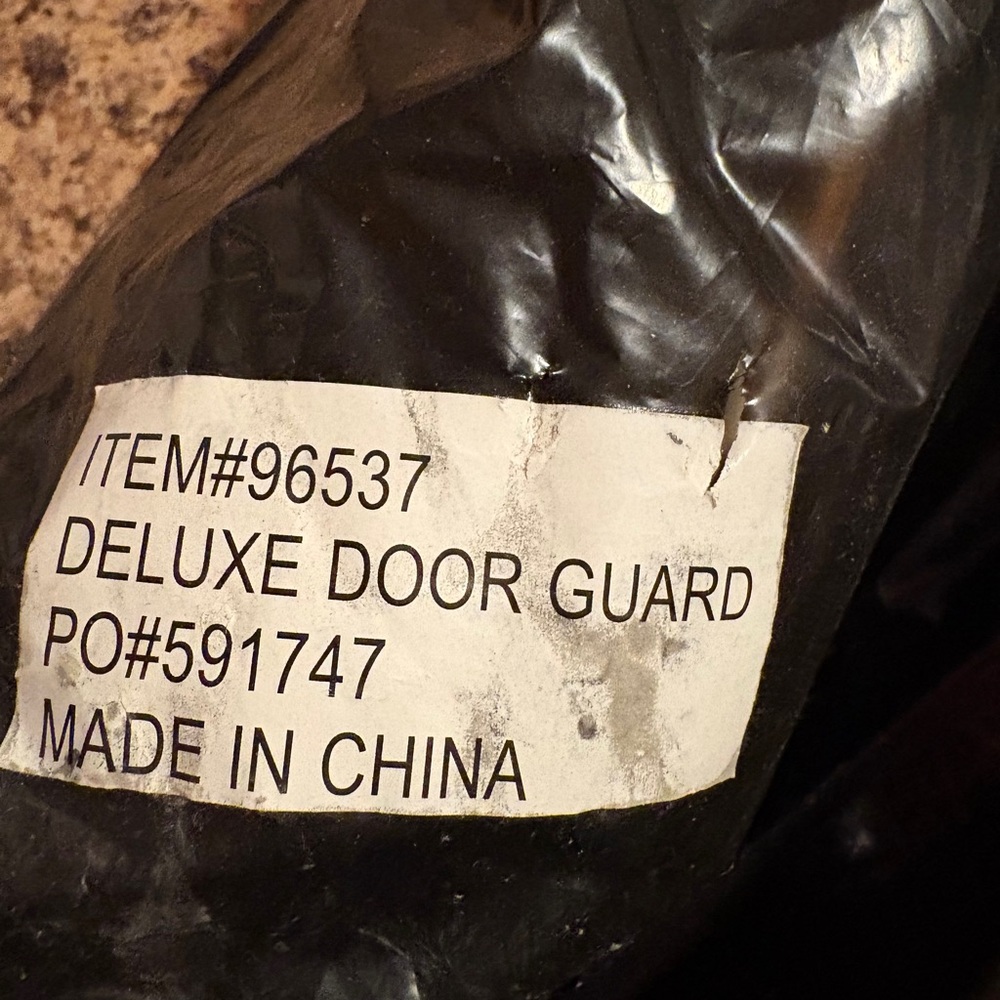 ITEM#96537
DELUXE DOOR GUARD
PO#591747
MADE IN CHINA